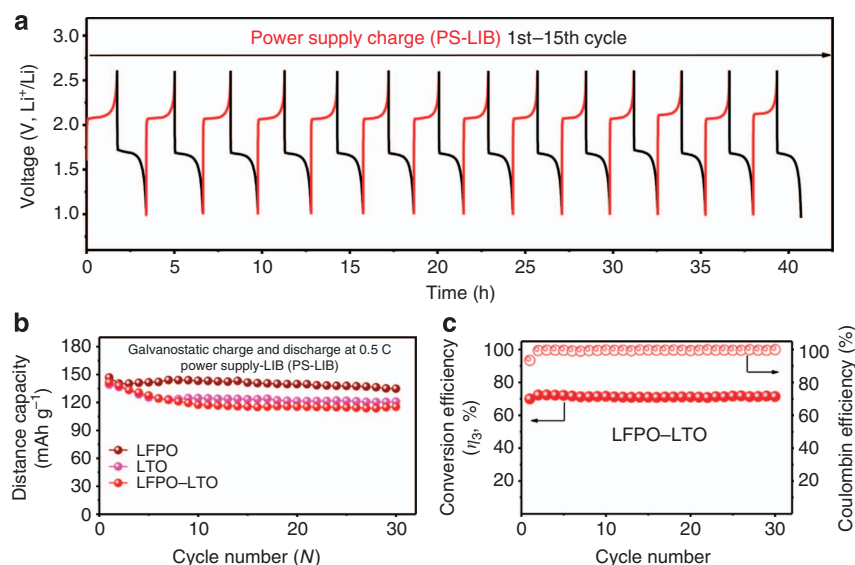 a
Power supply charge (PS-LIB) 1st–15th cycle
Voltage (V, Li⁺/Li)
3.0
2.5
2.0
1.5
1.0
0 5 10 15 20 25 30 35 40
Time (h)
b
Galvanostatic charge and discharge at 0.5 C
power supply-LIB (PS-LIB)
Distance capacity
(mAh g⁻¹)
180
150
120
90
60
30
0
LFPO
LTO
LFPO–LTO
0 10 20 30
Cycle number (N)
c
Conversion efficiency
(η₃, %)
100
80
60
40
20
LFPO–LTO
100
80
60
40
20
Coulombin efficiency (%)
0 10 20 30
Cycle number